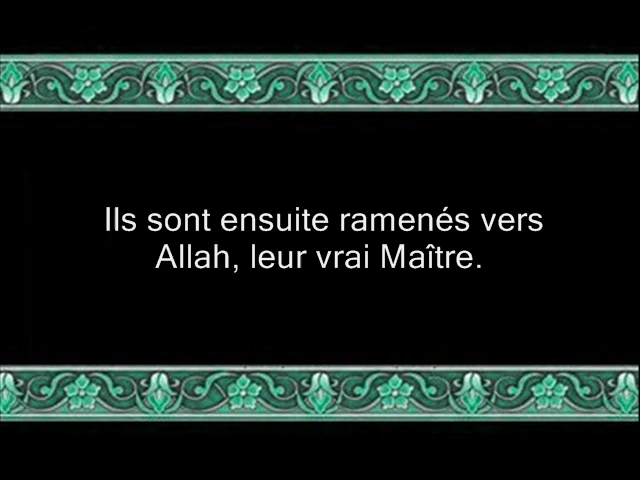 Ils sont ensuite ramenés vers
Allah, leur vrai Maître.